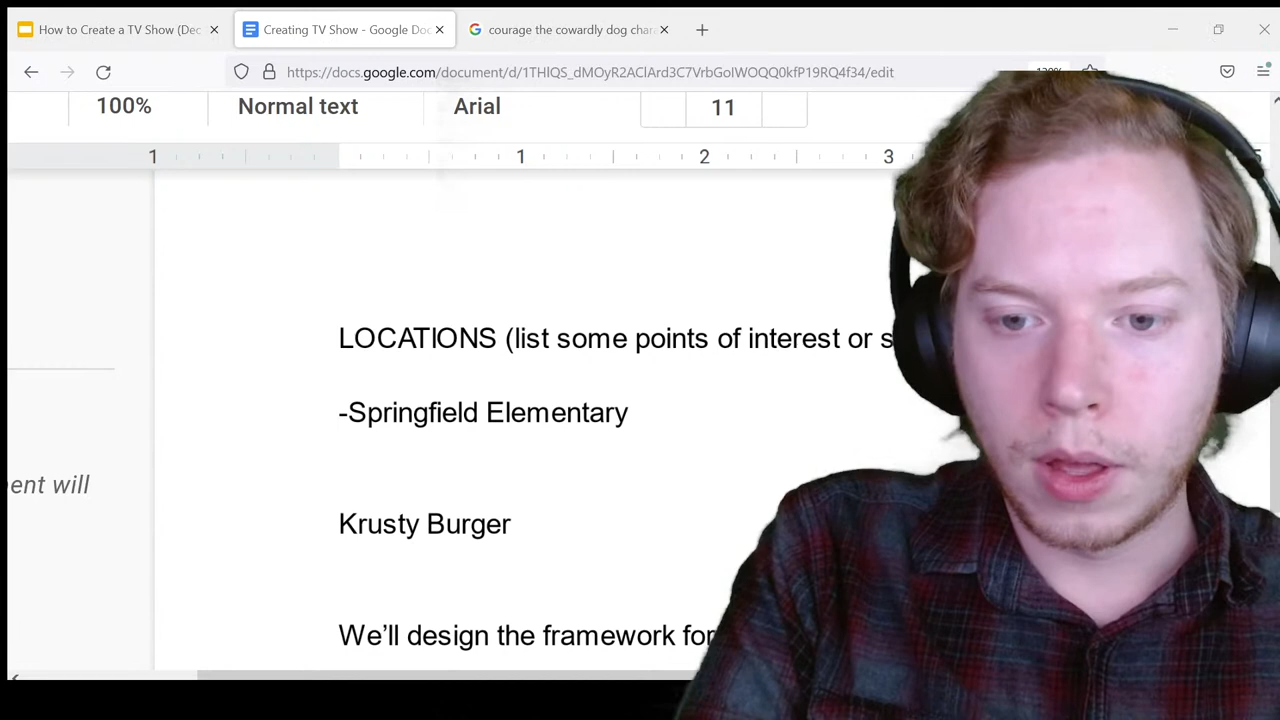 How to Create a TV Show (Dec
Creating TV Show - Google Doc
courage the cowardly dog char
https://docs.google.com/document/d/1THlQS_dMOyR2AClArd3C7VrbGoIWOQQ0kfP19RQ4f34/edit
100% Normal text Arial 11
1 1 2 3
LOCATIONS (list some points of interest or s
-Springfield Elementary
ent will
Krusty Burger
We’ll design the framework for